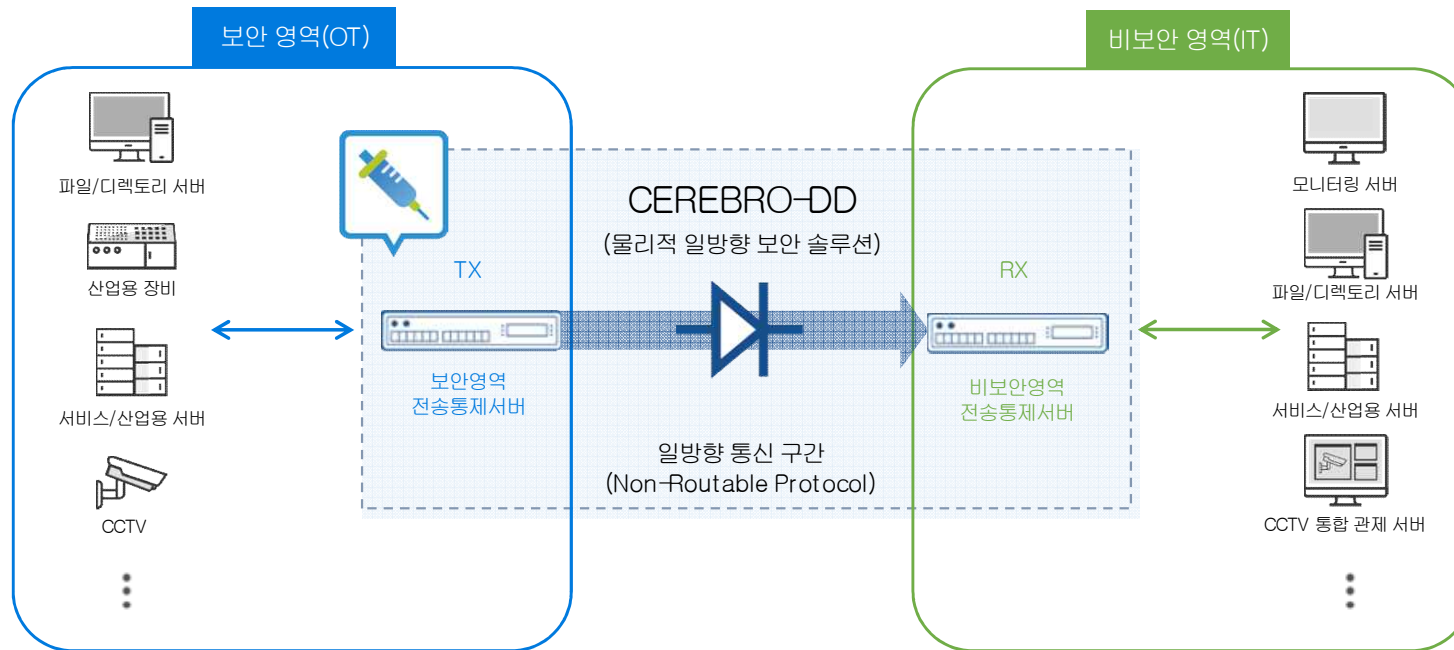 보안 영역(OT)
비보안 영역(IT)
파일/디렉토리 서버
산업용 장비
서비스/산업용 서버
CCTV
CEREBRO-DD
(물리적 일방향 보안 솔루션)
TX
RX
보안영역
전송통제서버
비보안영역
전송통제서버
일방향 통신 구간
(Non-Routable Protocol)
모니터링 서버
파일/디렉토리 서버
서비스/산업용 서버
CCTV 통합 관제 서버